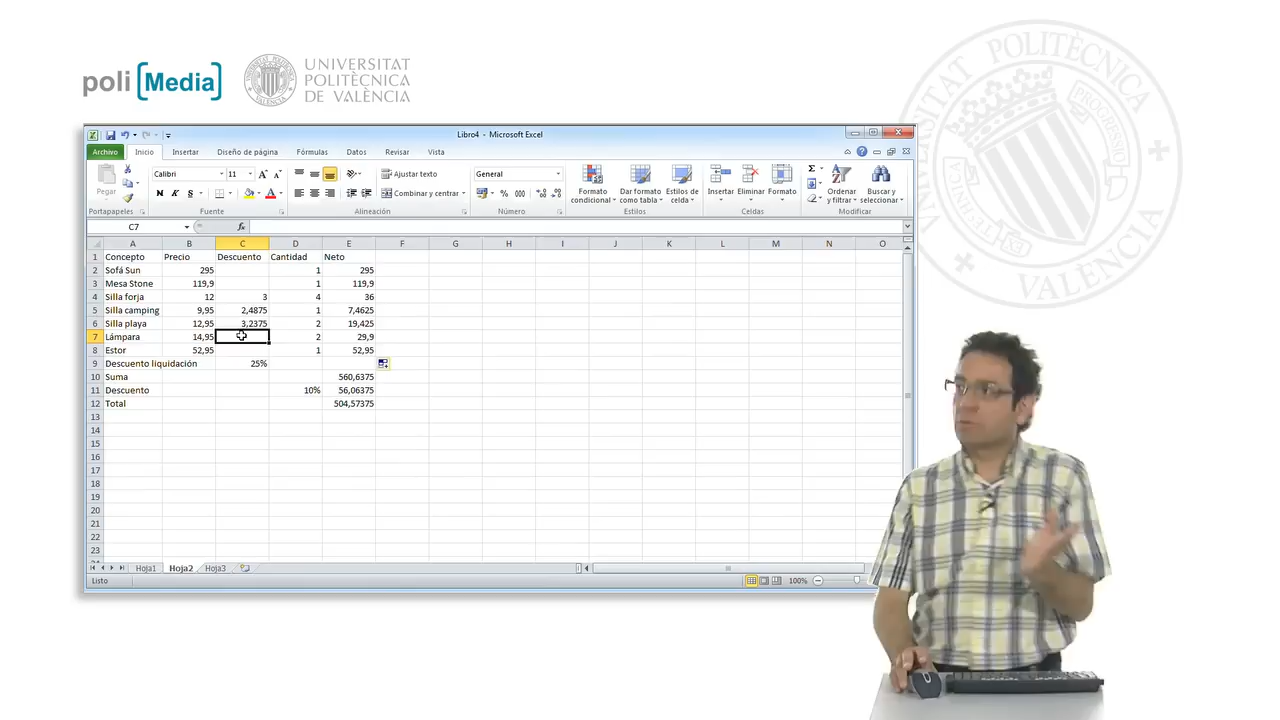 poli [Media]
UNIVERSITAT
POLITÈCNICA
DE VALÈNCIA
UNIVERSITAT POLITÈCNICA DE VALÈNCIA
Libro4 - Microsoft Excel
Archivo Inicio Insertar Diseño de página Fórmulas Datos Revisar Vista
Pegar
Calibri 11
N K S
Ajustar texto
Combinar y centrar
General
% 000
Formato condicional
Dar formato como tabla
Estilos de celda
Insertar
Eliminar
Formato
Ordenar y filtrar
Buscar y seleccionar
Portapapeles Fuente Alineación Número Estilos Celdas Modificar
C7 fx
A B C D E F G H I J K L M N O
1 Concepto Precio Descuento Cantidad Neto
2 Sofá Sun 295 1 295
3 Mesa Stone 119,9 1 119,9
4 Silla forja 12 3 4 36
5 Silla camping 9,95 2,4875 1 7,4625
6 Silla playa 12,95 3,2375 2 19,425
7 Lámpara 14,95 2 29,9
8 Estor 52,95 1 52,95
9 Descuento liquidación 25%
10 Suma 560,6375
11 Descuento 10% 56,06375
12 Total 504,57375
13
14
15
16
17
18
19
20
21
22
23
Hoja1 Hoja2 Hoja3
Listo 100%